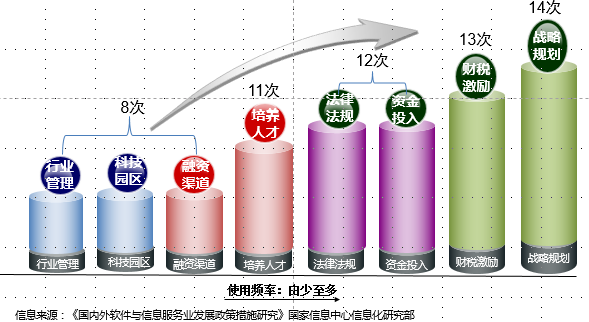 14次
13次
12次
11次
8次
战略
规划
财税
激励
法律
法规
资金
投入
培养
人才
行业
管理
科技
园区
融资
渠道
行业管理
科技园区
融资渠道
培养人才
法律法规
资金投入
财税激励
战略规划
使用频率：由少至多
信息来源：《国内外软件与信息服务业发展政策措施研究》国家信息中心信息化研究部